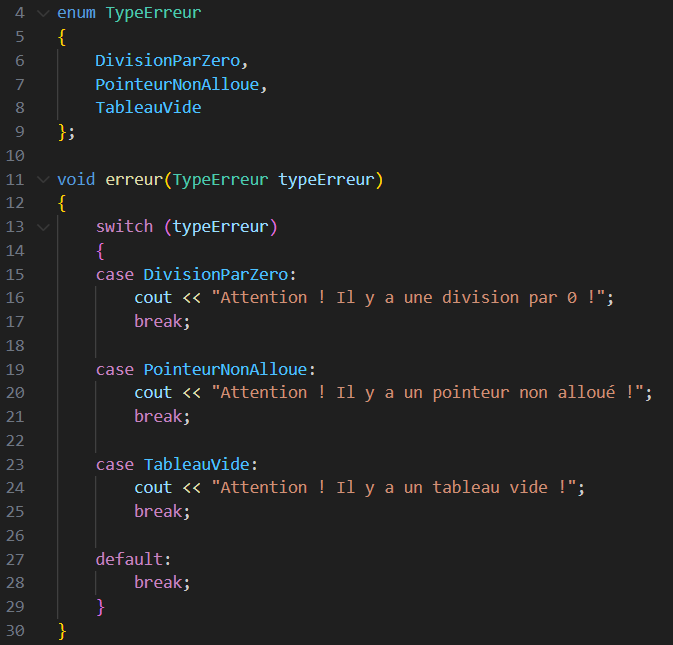 4 enum TypeErreur
5 {
6 DivisionParZero,
7 PointeurNonAlloue,
8 TableauVide
9 };
10
11 void erreur(TypeErreur typeErreur)
12 {
13 switch (typeErreur)
14 {
15 case DivisionParZero:
16 cout << "Attention ! Il y a une division par 0 !";
17 break;
18
19 case PointeurNonAlloue:
20 cout << "Attention ! Il y a un pointeur non alloué !";
21 break;
22
23 case TableauVide:
24 cout << "Attention ! Il y a un tableau vide !";
25 break;
26
27 default:
28 break;
29 }
30 }